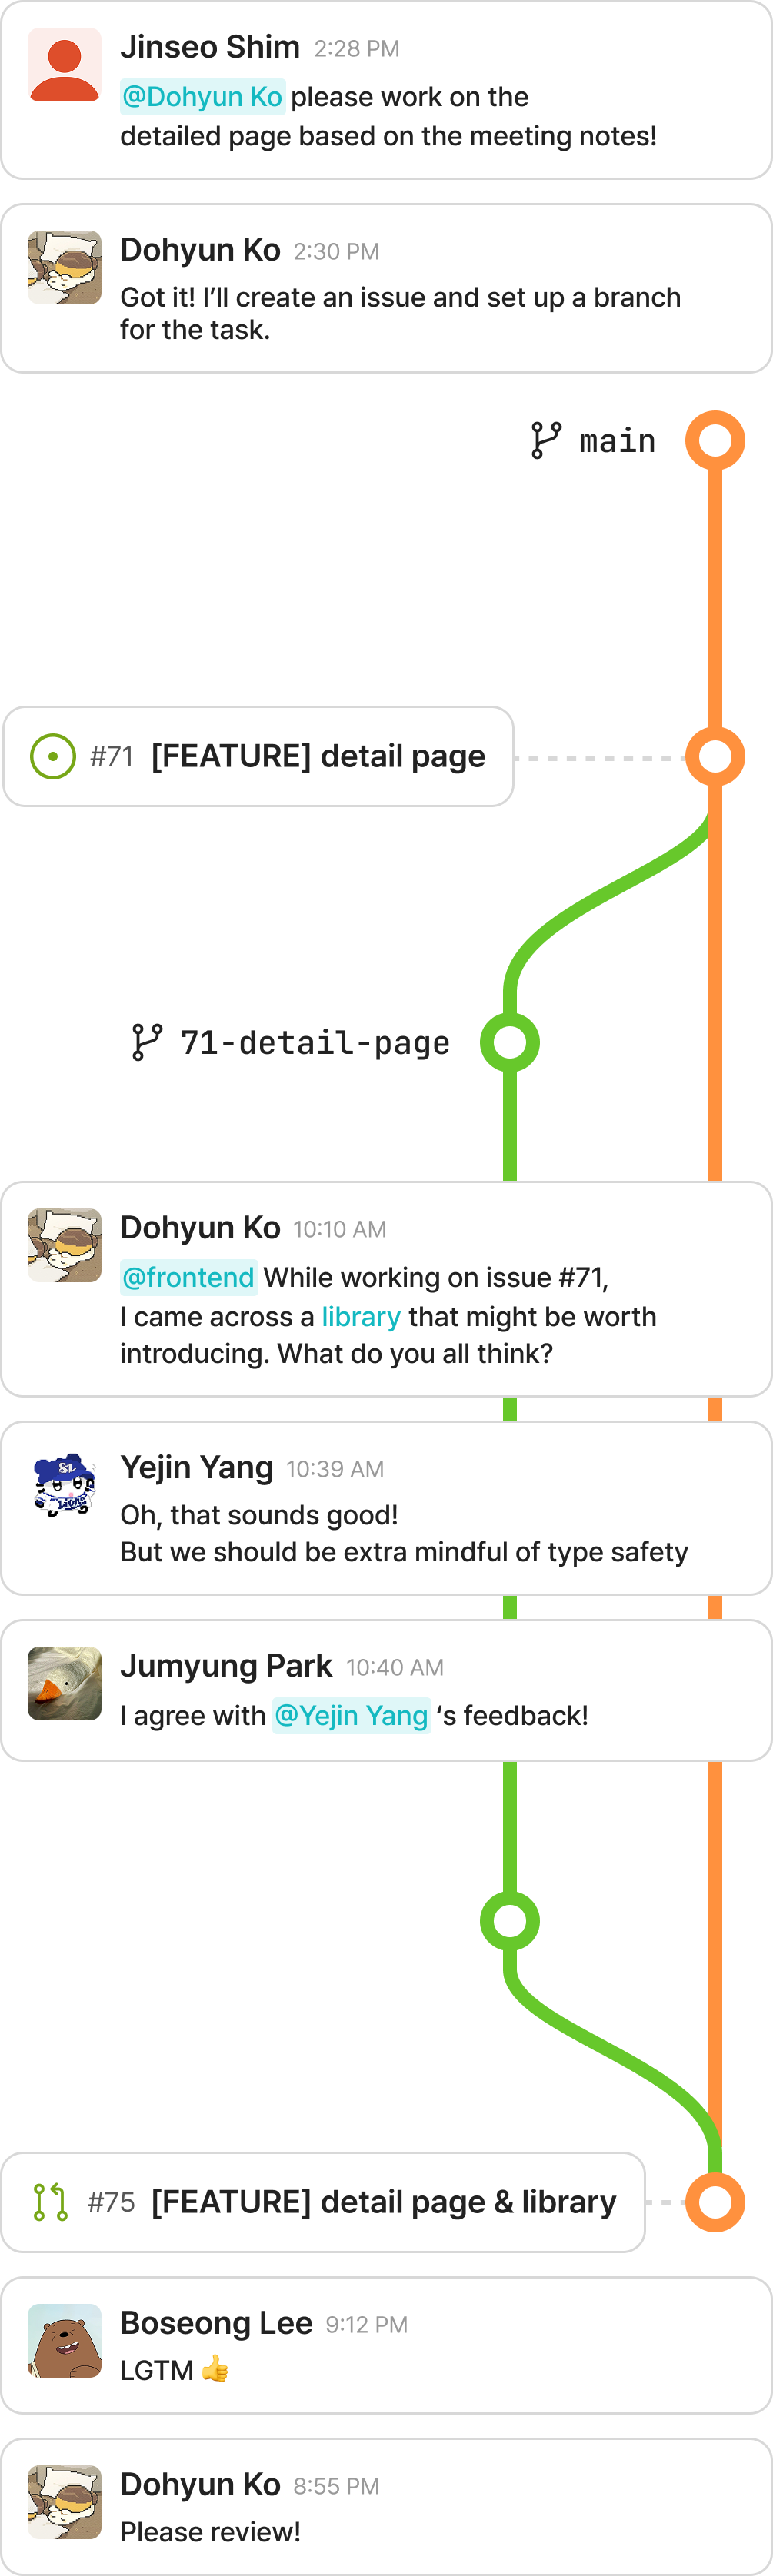 Jinseo Shim 2:28 PM
@Dohyun Ko please work on the
detailed page based on the meeting notes!
Dohyun Ko 2:30 PM
Got it! I’ll create an issue and set up a branch
for the task.
main
#71 [FEATURE] detail page
71-detail-page
Dohyun Ko 10:10 AM
@frontend While working on issue #71,
I came across a library that might be worth
introducing. What do you all think?
Yejin Yang 10:39 AM
Oh, that sounds good!
But we should be extra mindful of type safety
Jumyung Park 10:40 AM
I agree with @Yejin Yang ‘s feedback!
#75 [FEATURE] detail page & library
Boseong Lee 9:12 PM
LGTM 👍
Dohyun Ko 8:55 PM
Please review!